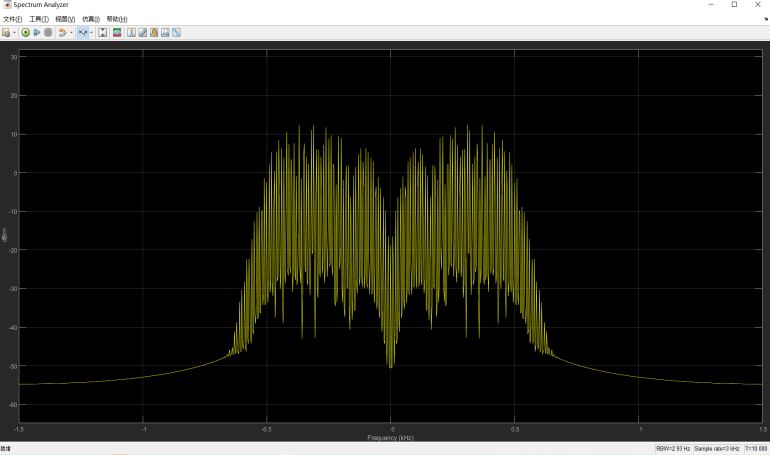 Spectrum Analyzer
文件(F) 工具(T) 视图(V) 仿真(I) 帮助(H)
30
20
10
0
-10
-20
-30
-40
-50
-60
dBm
-1.5 -1 -0.5 0 0.5 1 1.5
Frequency (kHz)
就绪 RBW=2.93 Hz Sample rate=3 kHz T=10.000